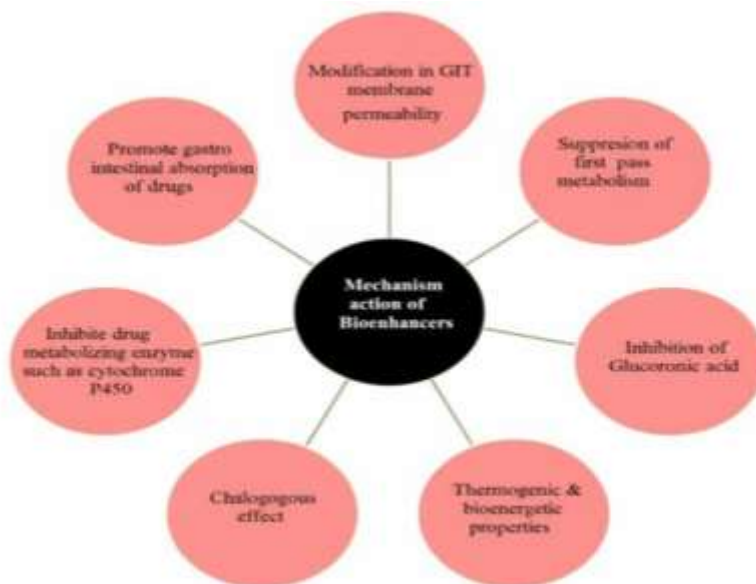 Modification in GIT
membrane
permeability
Suppresion of
first pass
metabolism
Inhibition of
Glucoronic acid
Thermogenic &
bioenergetic
properties
Chalogogous
effect
Inhibite drug
metabolizing enzyme
such as cytochrome
P450
Promote gastro
intestinal absorption
of drugs
Mechanism
action of
Bioenhancers